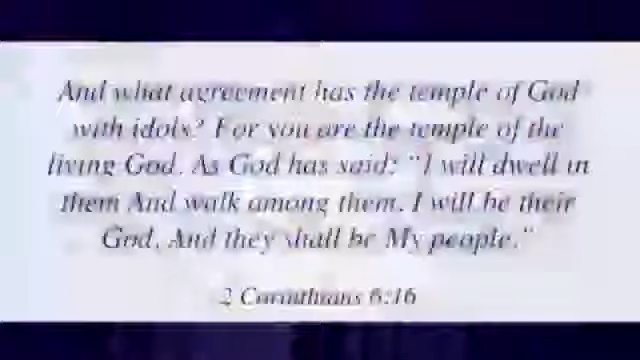 And what agreement has the temple of God
with idols? For you are the temple of the
living God. As God has said: "I will dwell in
them And walk among them. I will be their
God, And they shall be My people."
2 Corinthians 6:16